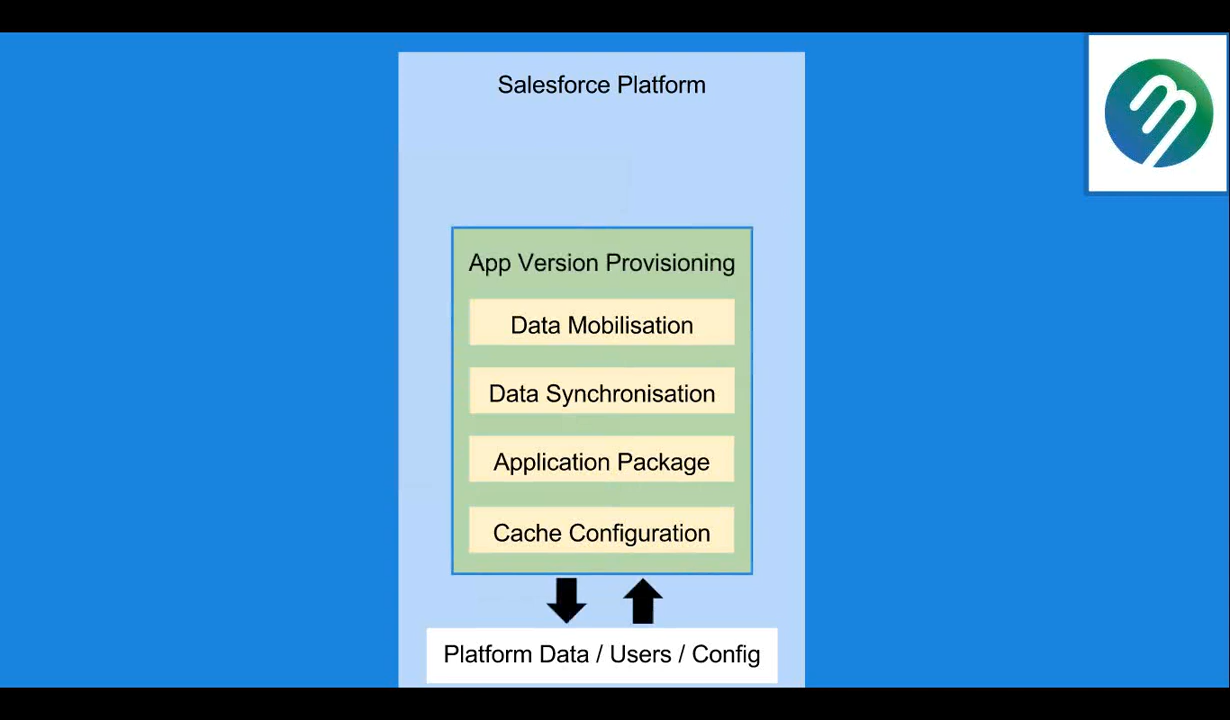 Salesforce Platform
App Version Provisioning
Data Mobilisation
Data Synchronisation
Application Package
Cache Configuration
Platform Data / Users / Config